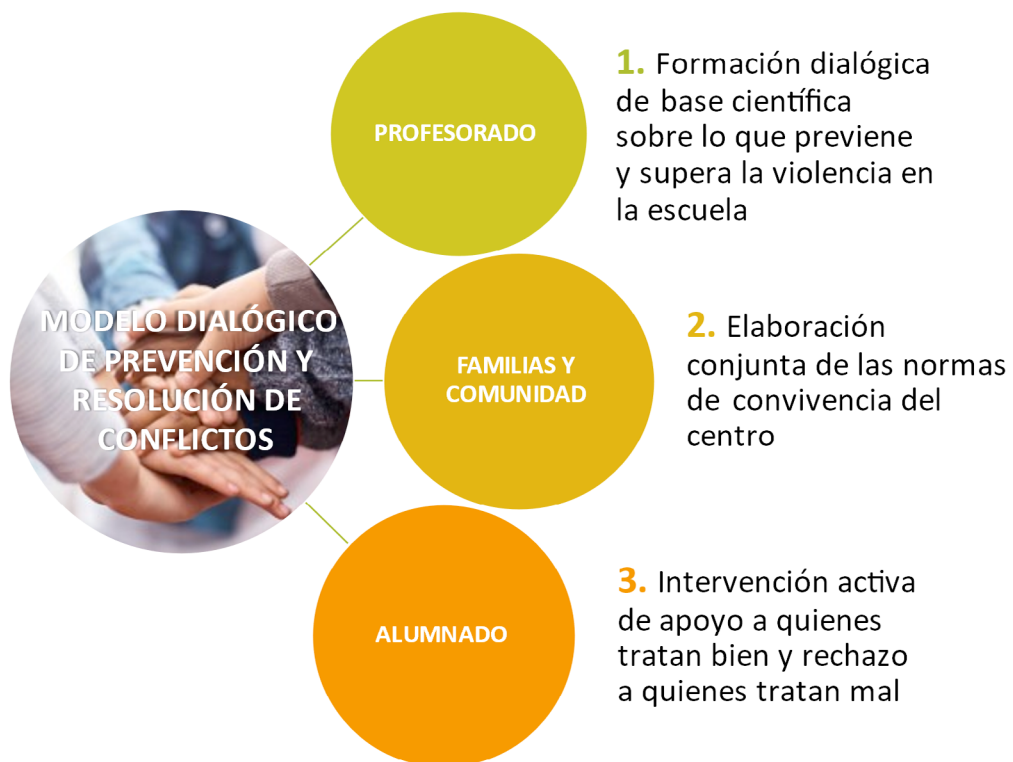 MODELO DIALÓGICO
DE PREVENCIÓN Y
RESOLUCIÓN DE
CONFLICTOS
PROFESORADO
1. Formación dialógica
de base científica
sobre lo que previene
y supera la violencia en
la escuela
FAMILIAS Y
COMUNIDAD
2. Elaboración
conjunta de las normas
de convivencia del
centro
ALUMNADO
3. Intervención activa
de apoyo a quienes
tratan bien y rechazo
a quienes tratan mal